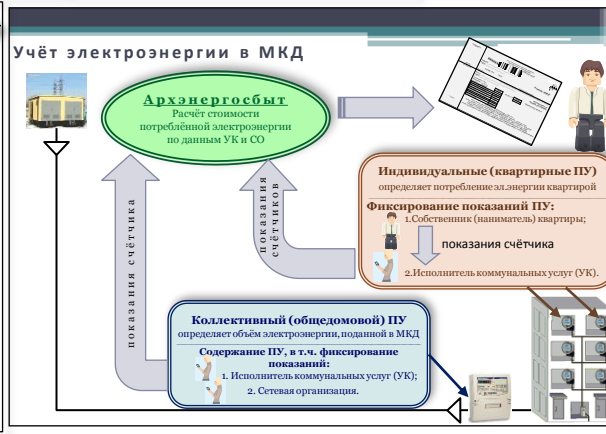 Учёт электроэнергии в МКД
Архэнергосбыт
Расчёт стоимости
потреблённой электроэнергии
по данным УК и СО
показания счётчика
показания
счётчиков
Индивидуальные (квартирные ПУ)
определяет потребление эл.энергии квартирой
Фиксирование показаний ПУ:
1.Собственник (наниматель) квартиры;
показания счётчика
2.Исполнитель коммунальных услуг (УК).
Коллективный (общедомовой) ПУ
определяет объём электроэнергии, поданной в МКД
Содержание ПУ, в т.ч. фиксирование
показаний:
1. Исполнитель коммунальных услуг (УК);
2. Сетевая организация.